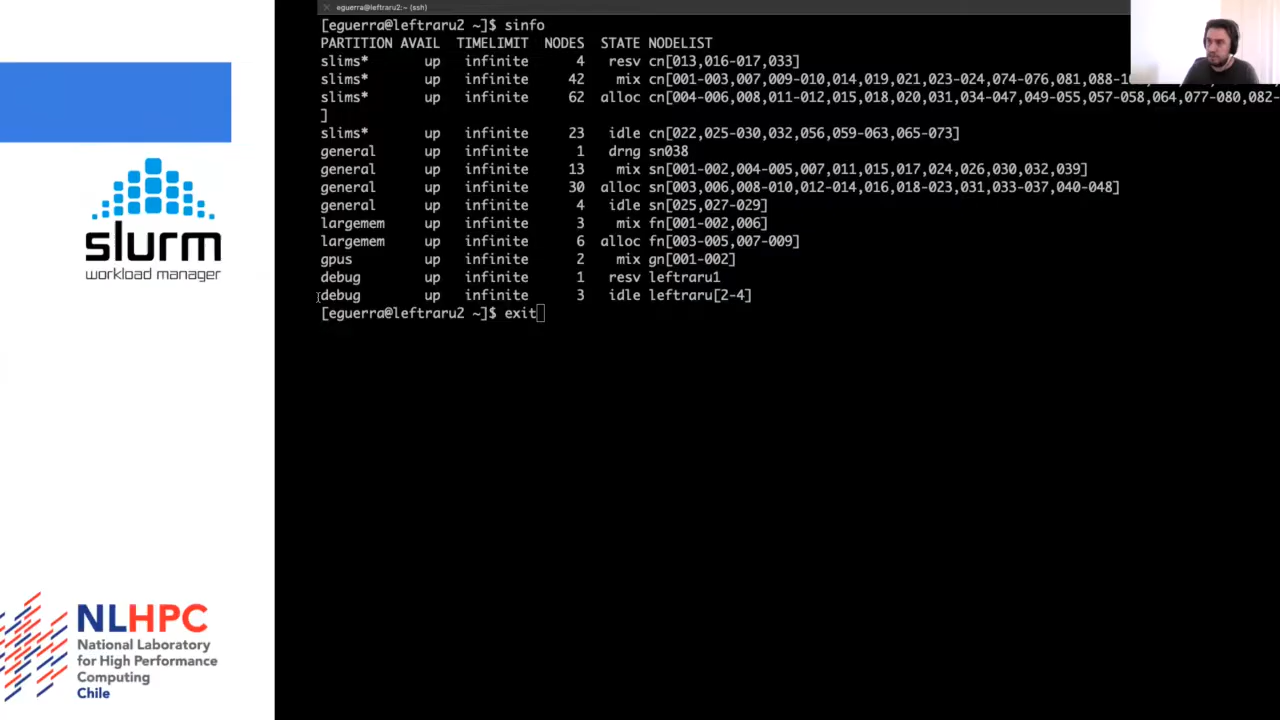 eguerra@leftraru2:~ (ssh)
[eguerra@leftraru2 ~]$ sinfo
PARTITION AVAIL TIMELIMIT NODES STATE NODELIST
slims* up infinite 4 resv cn[013,016-017,033]
slims* up infinite 42 mix cn[001-003,007,009-010,014,019,021,023-024,074-076,081,088-
slims* up infinite 62 alloc cn[004-006,008,011-012,015,018,020,031,034-047,049-055,057-058,064,077-080,082-
]
slims* up infinite 23 idle cn[022,025-030,032,056,059-063,065-073]
general up infinite 1 drng sn038
general up infinite 13 mix sn[001-002,004-005,007,011,015,017,024,026,030,032,039]
general up infinite 30 alloc sn[003,006,008-010,012-014,016,018-023,031,033-037,040-048]
general up infinite 4 idle sn[025,027-029]
largemem up infinite 3 mix fn[001-002,006]
largemem up infinite 6 alloc fn[003-005,007-009]
gpus up infinite 2 mix gn[001-002]
debug up infinite 1 resv leftraru1
debug up infinite 3 idle leftraru[2-4]
[eguerra@leftraru2 ~]$ exit
slurm
workload manager
NLHPC
National Laboratory
for High Performance
Computing
Chile